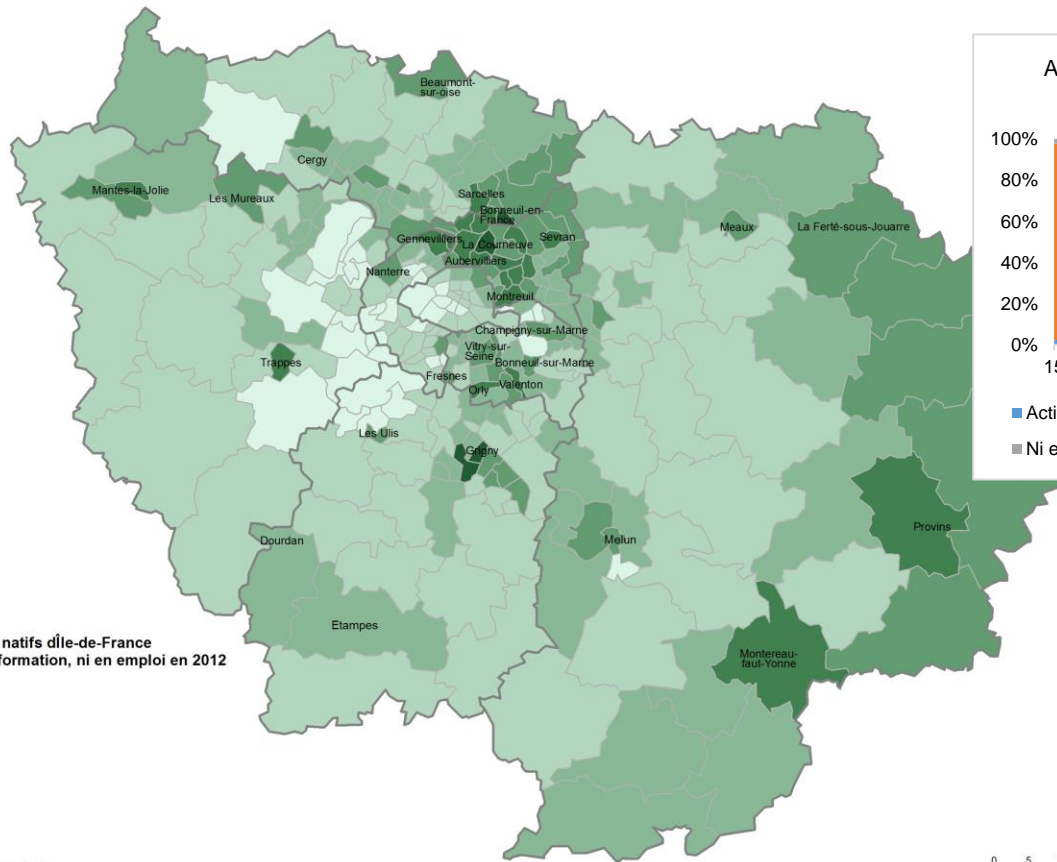 Beaumont-
sur-oise
Cergy
Mantes-la-Jolie
Les Mureaux
Sarcelles
Bonneuil-en-
France
Gennevilliers
La Courneuve
Sevran
Aubervilliers
Nanterre
Montreuil
Meaux
La Ferté-sous-Jouarre
Champigny-sur-Marne
Vitry-sur-
Seine
Bonneuil-sur-Marne
Trappes
Fresnes
Orly
Valenton
Les Ulis
Grigny
Provins
Dourdan
Melun
Etampes
Montereau-
faut-Yonne
natifs dÎle-de-France
formation, ni en emploi en 2012
A
100%
80%
60%
40%
20%
0%
15
Acti
Ni e
0 5